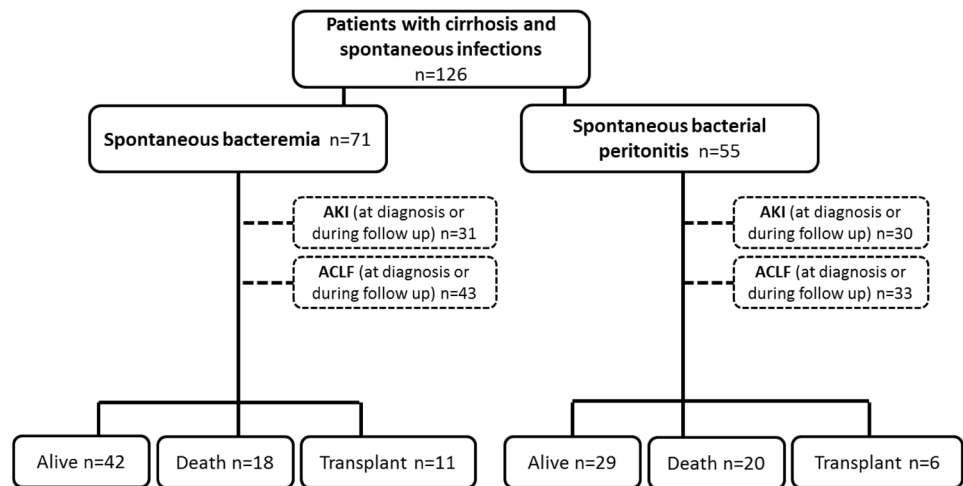 Patients with cirrhosis and
spontaneous infections
n=126
Spontaneous bacteremia n=71
Spontaneous bacterial
peritonitis n=55
AKI (at diagnosis or
during follow up) n=31
ACLF (at diagnosis or
during follow up) n=43
AKI (at diagnosis or
during follow up) n=30
ACLF (at diagnosis or
during follow up) n=33
Alive n=42
Death n=18
Transplant n=11
Alive n=29
Death n=20
Transplant n=6